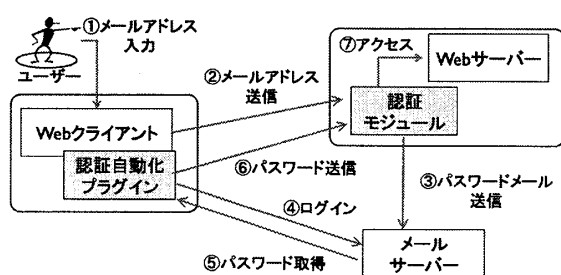 ①メールアドレス
入力
ユーザー
⑦アクセス
Webサーバー
②メールアドレス
送信
認証
モジュール
Webクライアント
認証自動化
プラグイン
⑥パスワード送信
③パスワードメール
送信
④ログイン
⑤パスワード取得
メール
サーバー